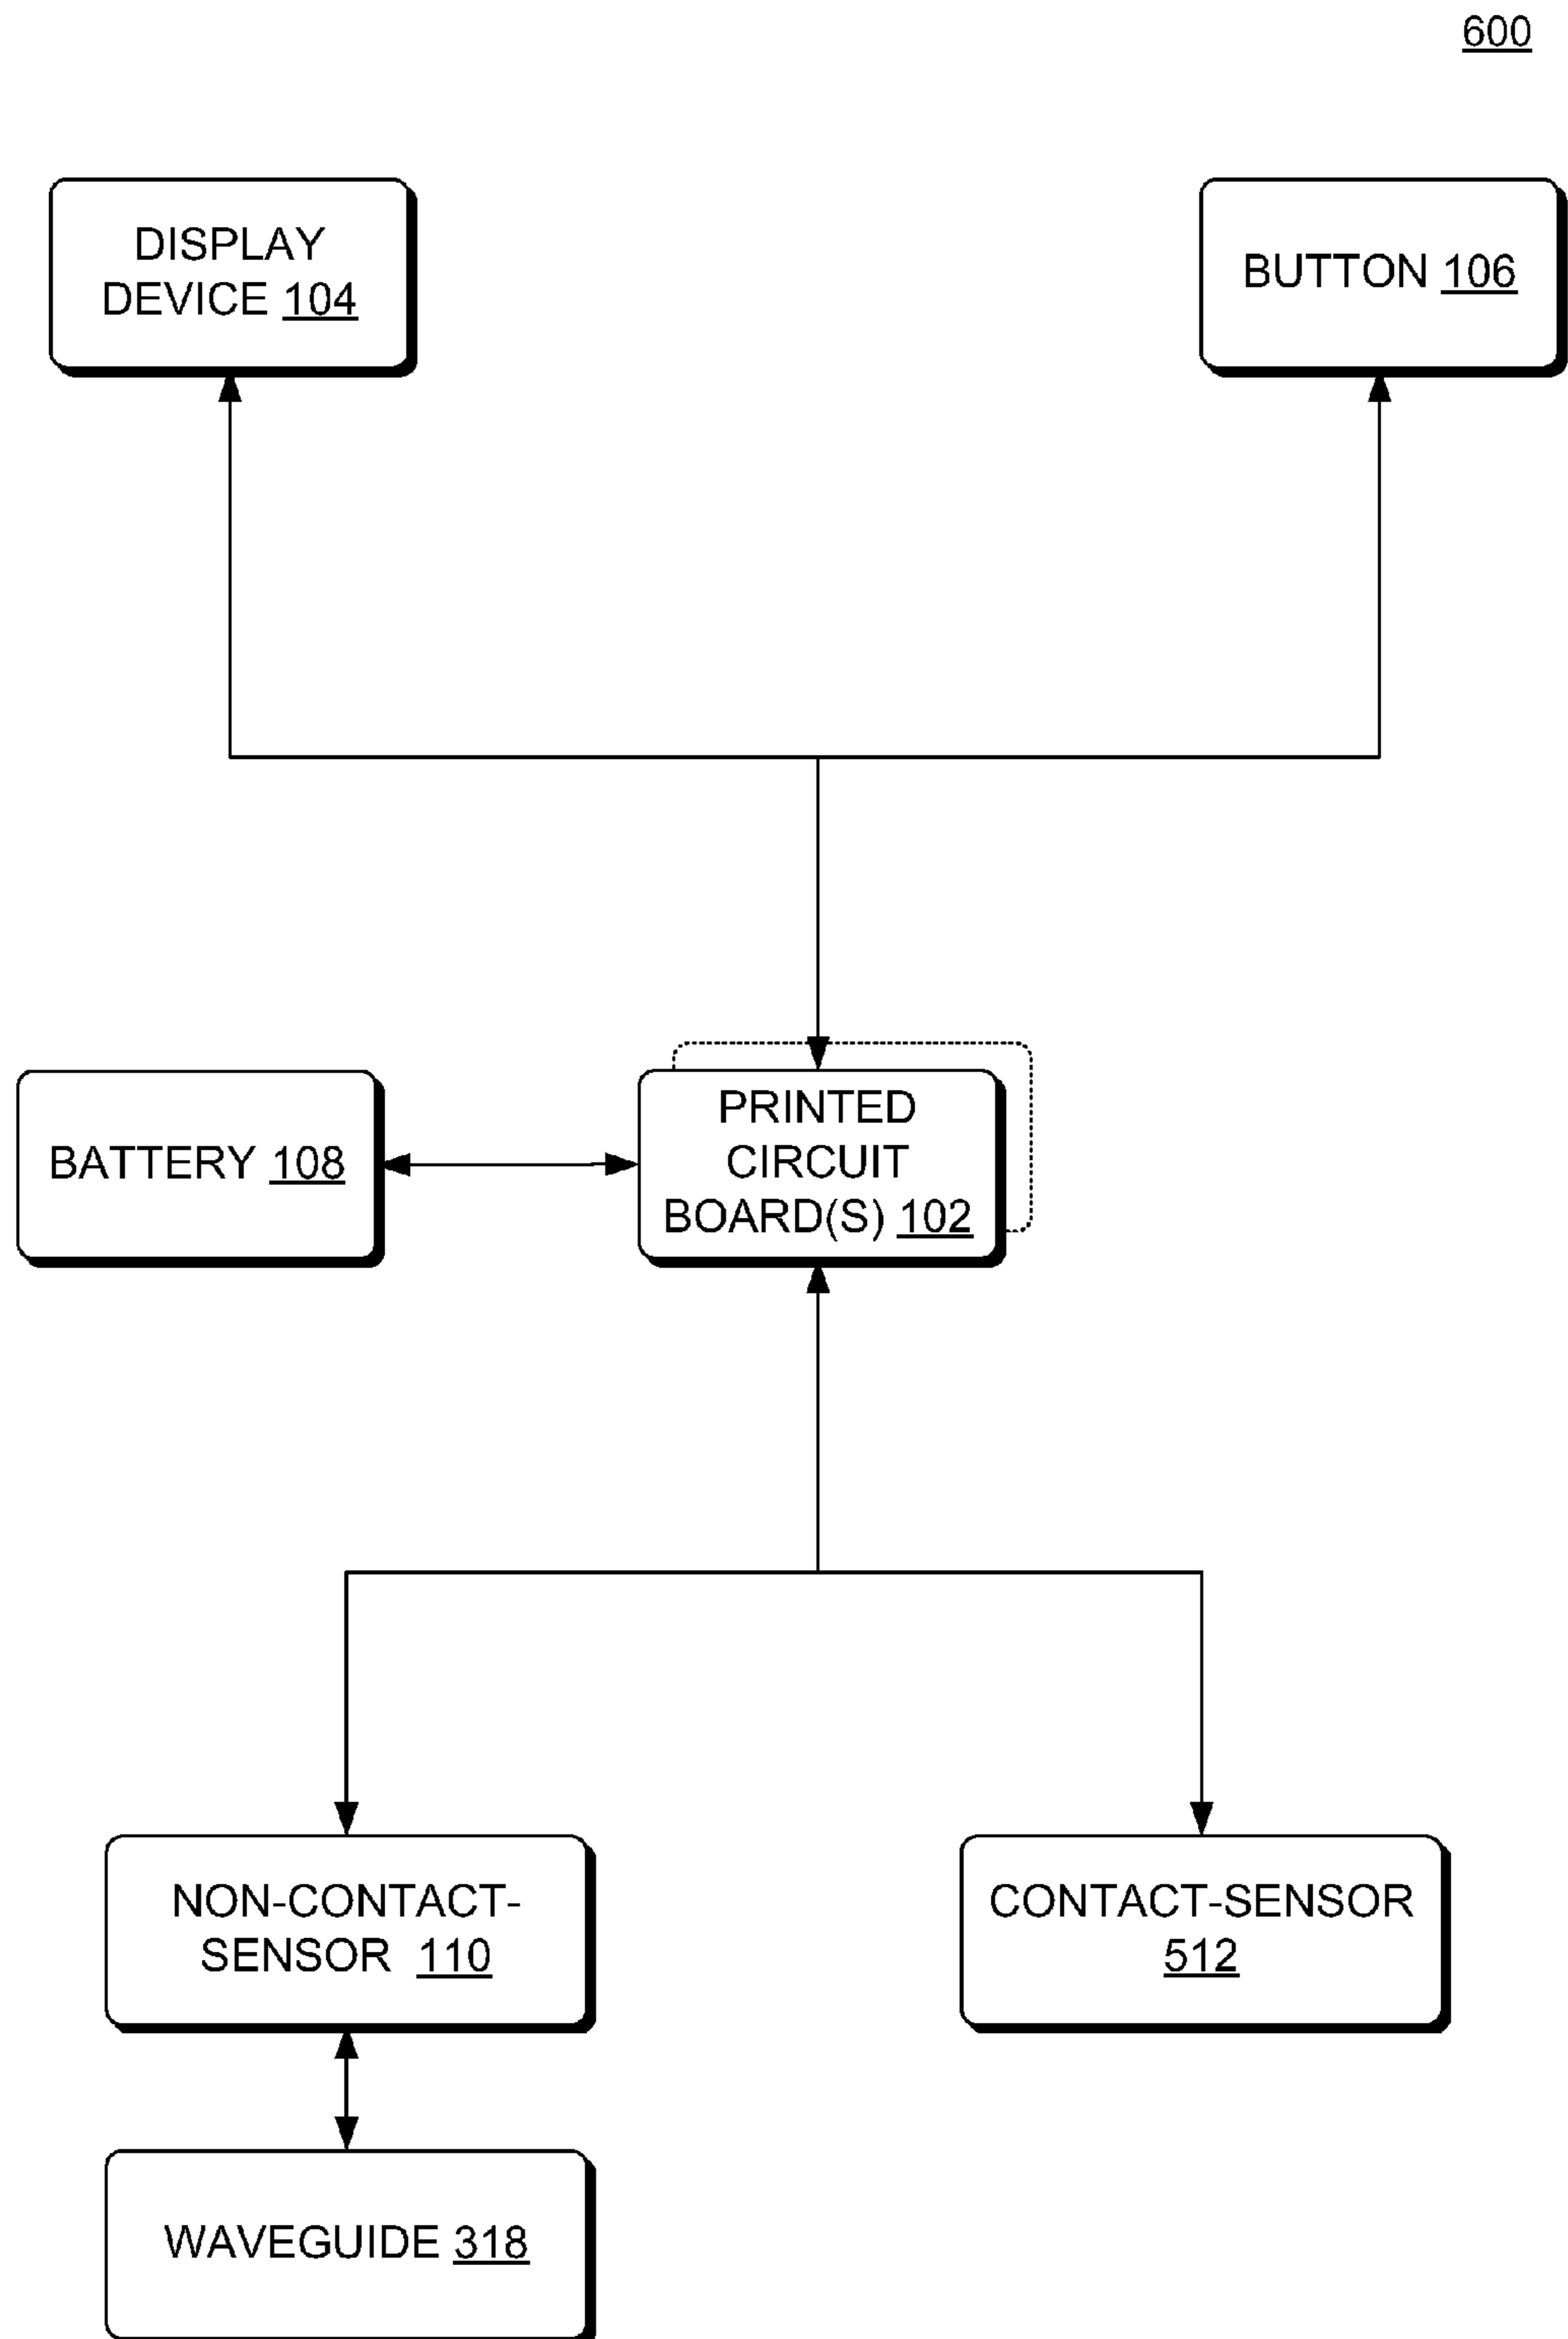 600
DISPLAY
DEVICE 104
BUTTON 106
BATTERY 108
PRINTED
CIRCUIT
BOARD(S) 102
NON-CONTACT-
SENSOR 110
CONTACT-SENSOR
512
WAVEGUIDE 318